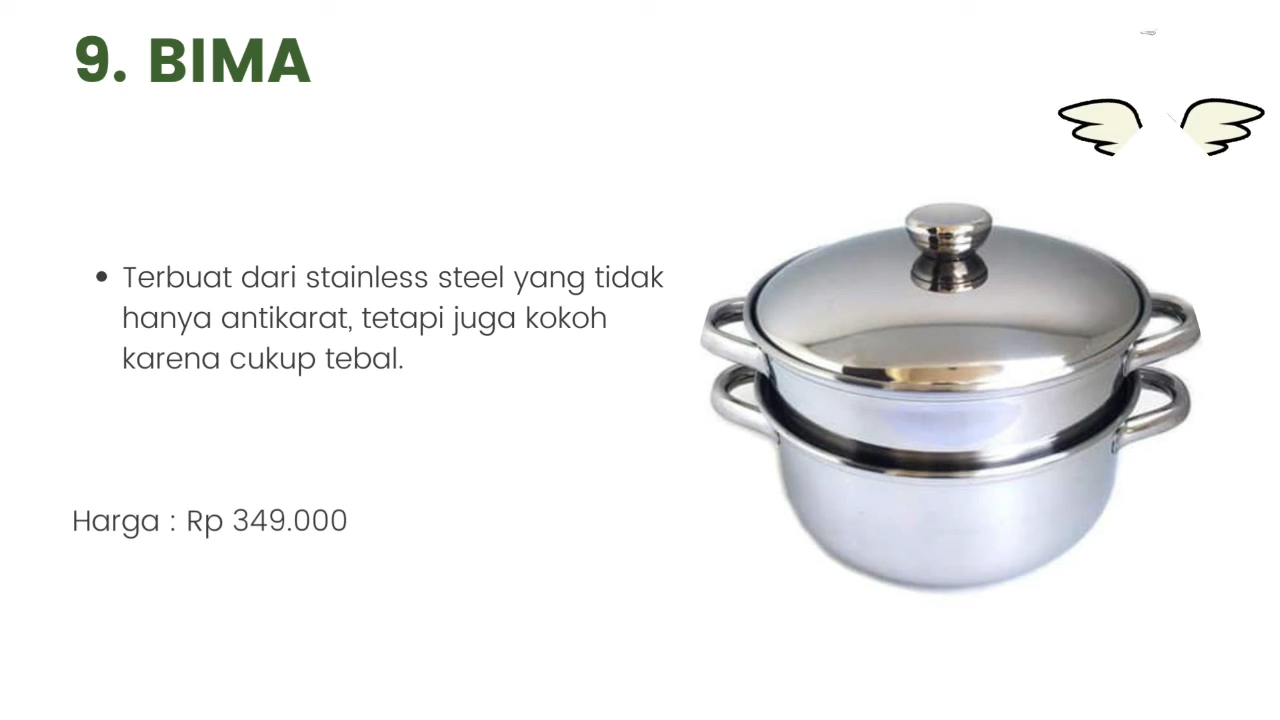 9. BIMA
• Terbuat dari stainless steel yang tidak
hanya antikarat, tetapi juga kokoh
karena cukup tebal.
Harga : Rp 349.000